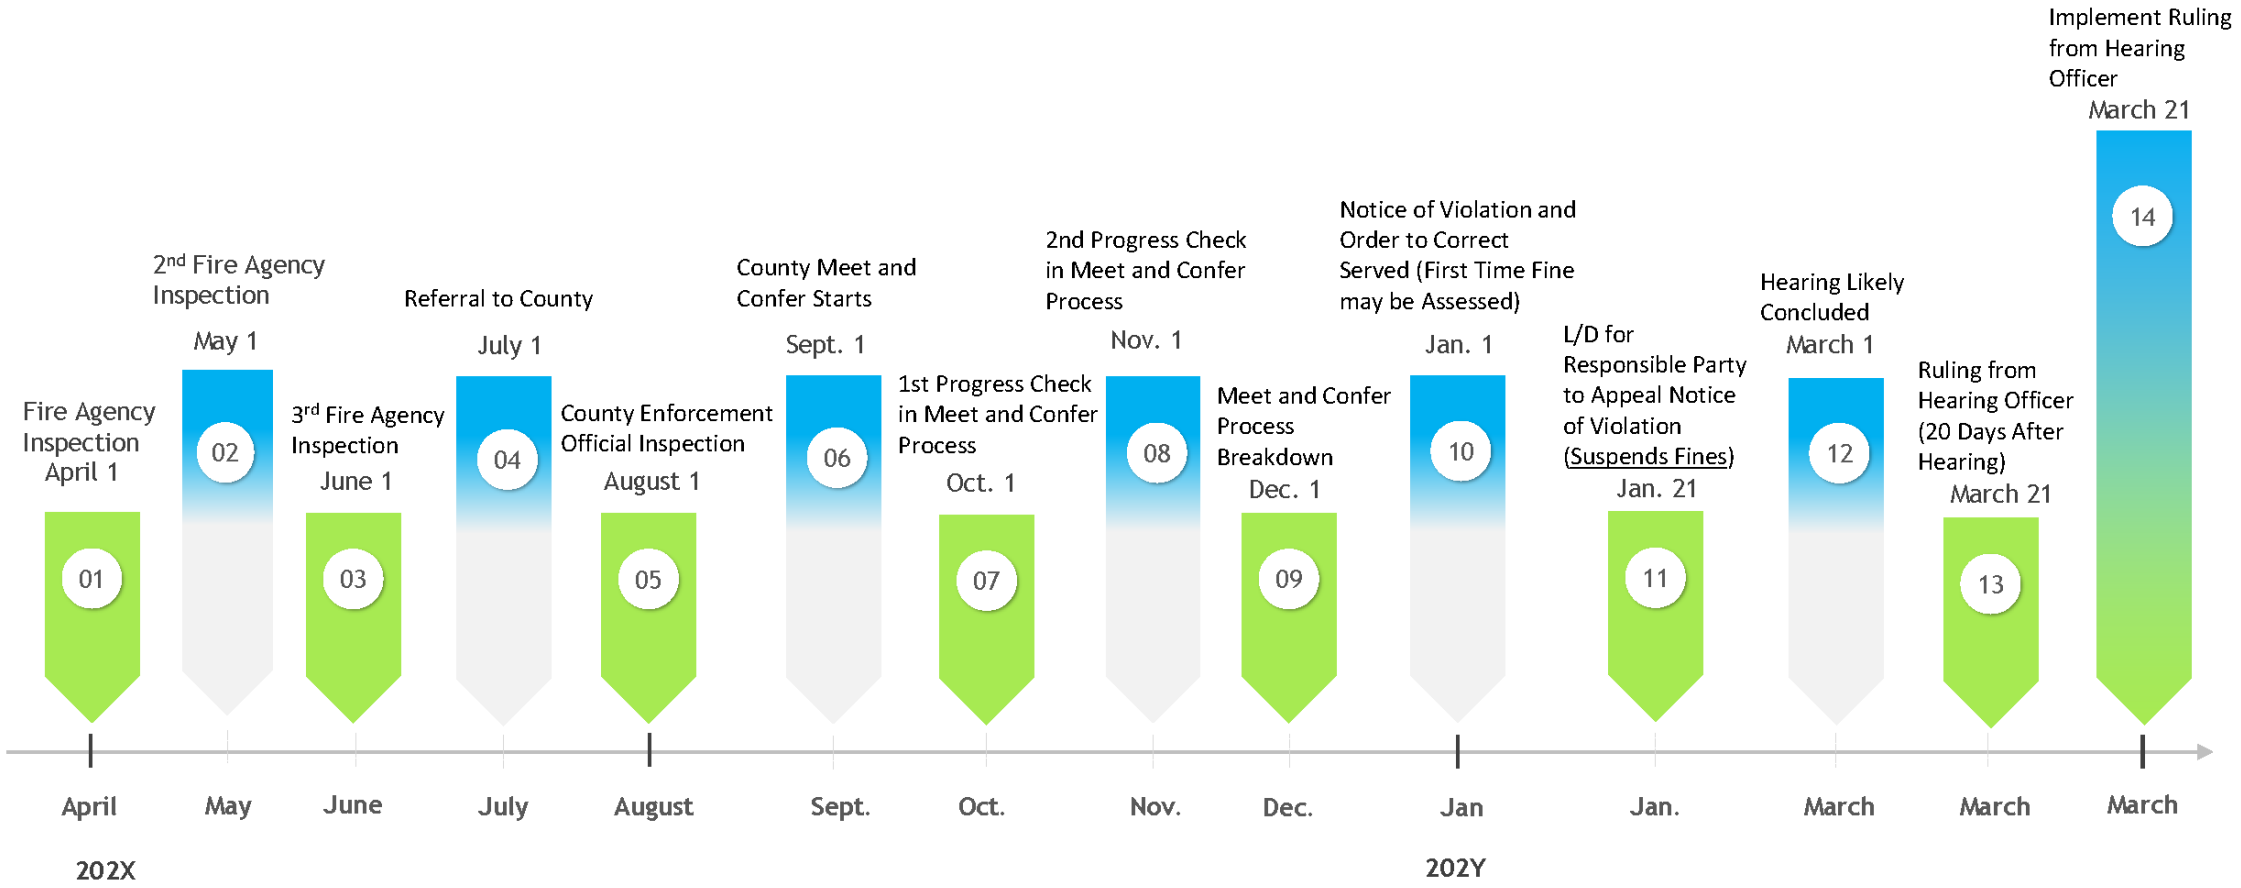 Fire Agency
Inspection
April 1
01
2nd Fire Agency
Inspection
May 1
02
3rd Fire Agency
Inspection
June 1
03
Referral to County
July 1
04
County Enforcement
Official Inspection
August 1
05
County Meet and
Confer Starts
Sept. 1
06
1st Progress Check
in Meet and Confer
Process
Oct. 1
07
2nd Progress Check
in Meet and Confer
Process
Nov. 1
08
Meet and Confer
Process
Breakdown
Dec. 1
09
Notice of Violation and
Order to Correct
Served (First Time Fine
may be Assessed)
Jan. 1
10
L/D for
Responsible Party
to Appeal Notice
of Violation
(Suspends Fines)
Jan. 21
11
Hearing Likely
Concluded
March 1
12
Ruling from
Hearing Officer
(20 Days After
Hearing)
March 21
13
Implement Ruling
from Hearing
Officer
March 21
14
April
May
June
July
August
Sept.
Oct.
Nov.
Dec.
Jan
Jan.
March
March
March
202X
202Y